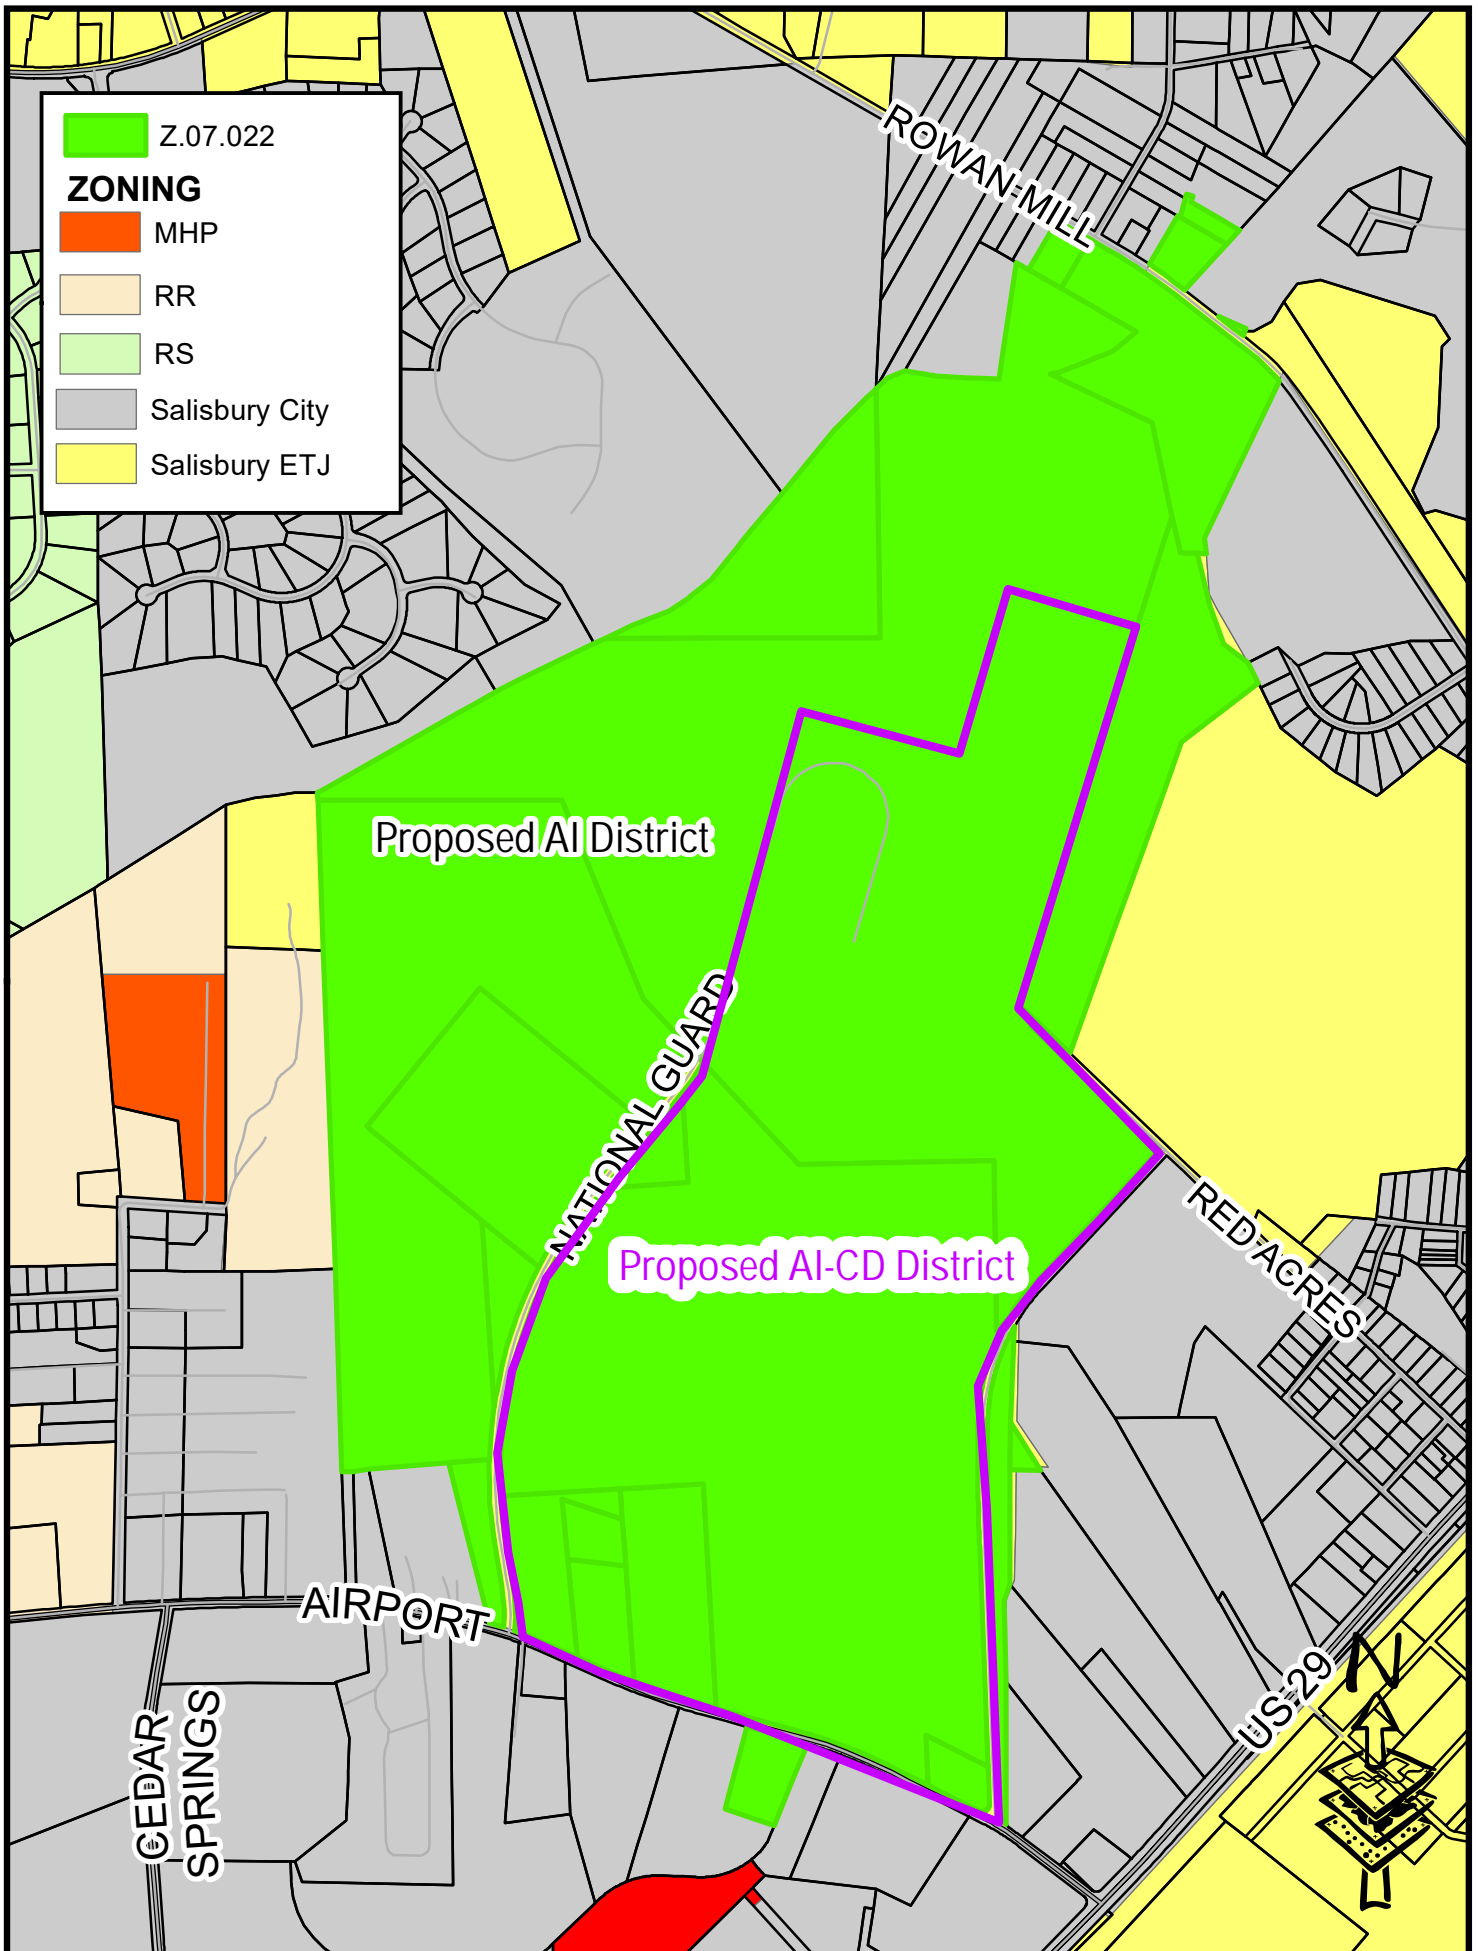 Z.07.022
ZONING
MHP
RR
RS
Salisbury City
Salisbury ETJ
ROWAN MILL
Proposed AI District
NATIONAL GUARD
Proposed AI-CD District
RED ACRES
AIRPORT
CEDAR
SPRINGS
US 29
N